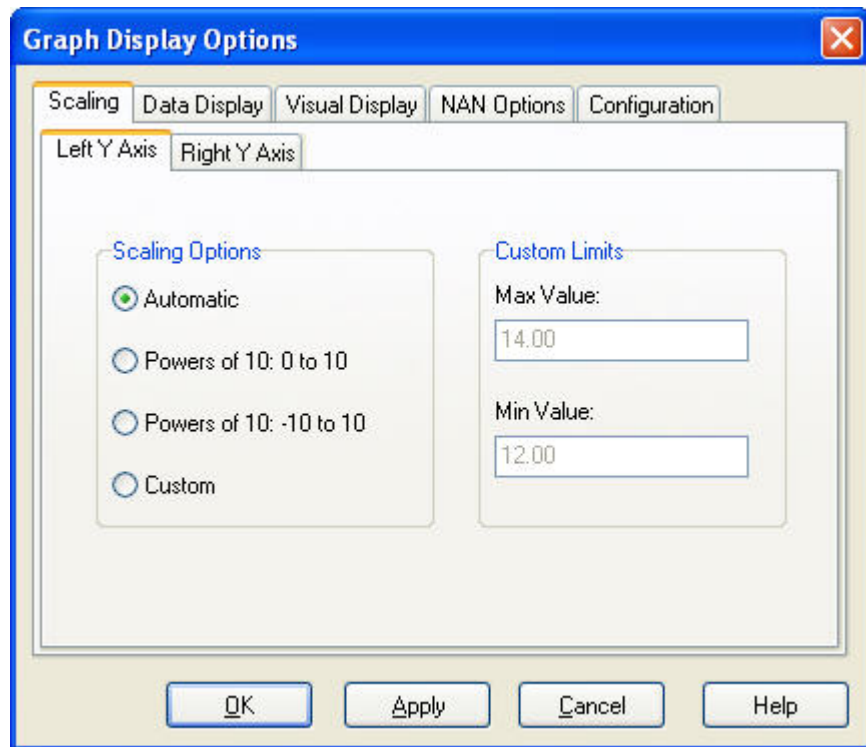 Graph Display Options
Scaling Data Display Visual Display NAN Options Configuration
Left Y Axis Right Y Axis
Scaling Options
Automatic
Powers of 10: 0 to 10
Powers of 10: -10 to 10
Custom
Custom Limits
Max Value:
14.00
Min Value:
12.00
OK Apply Cancel Help